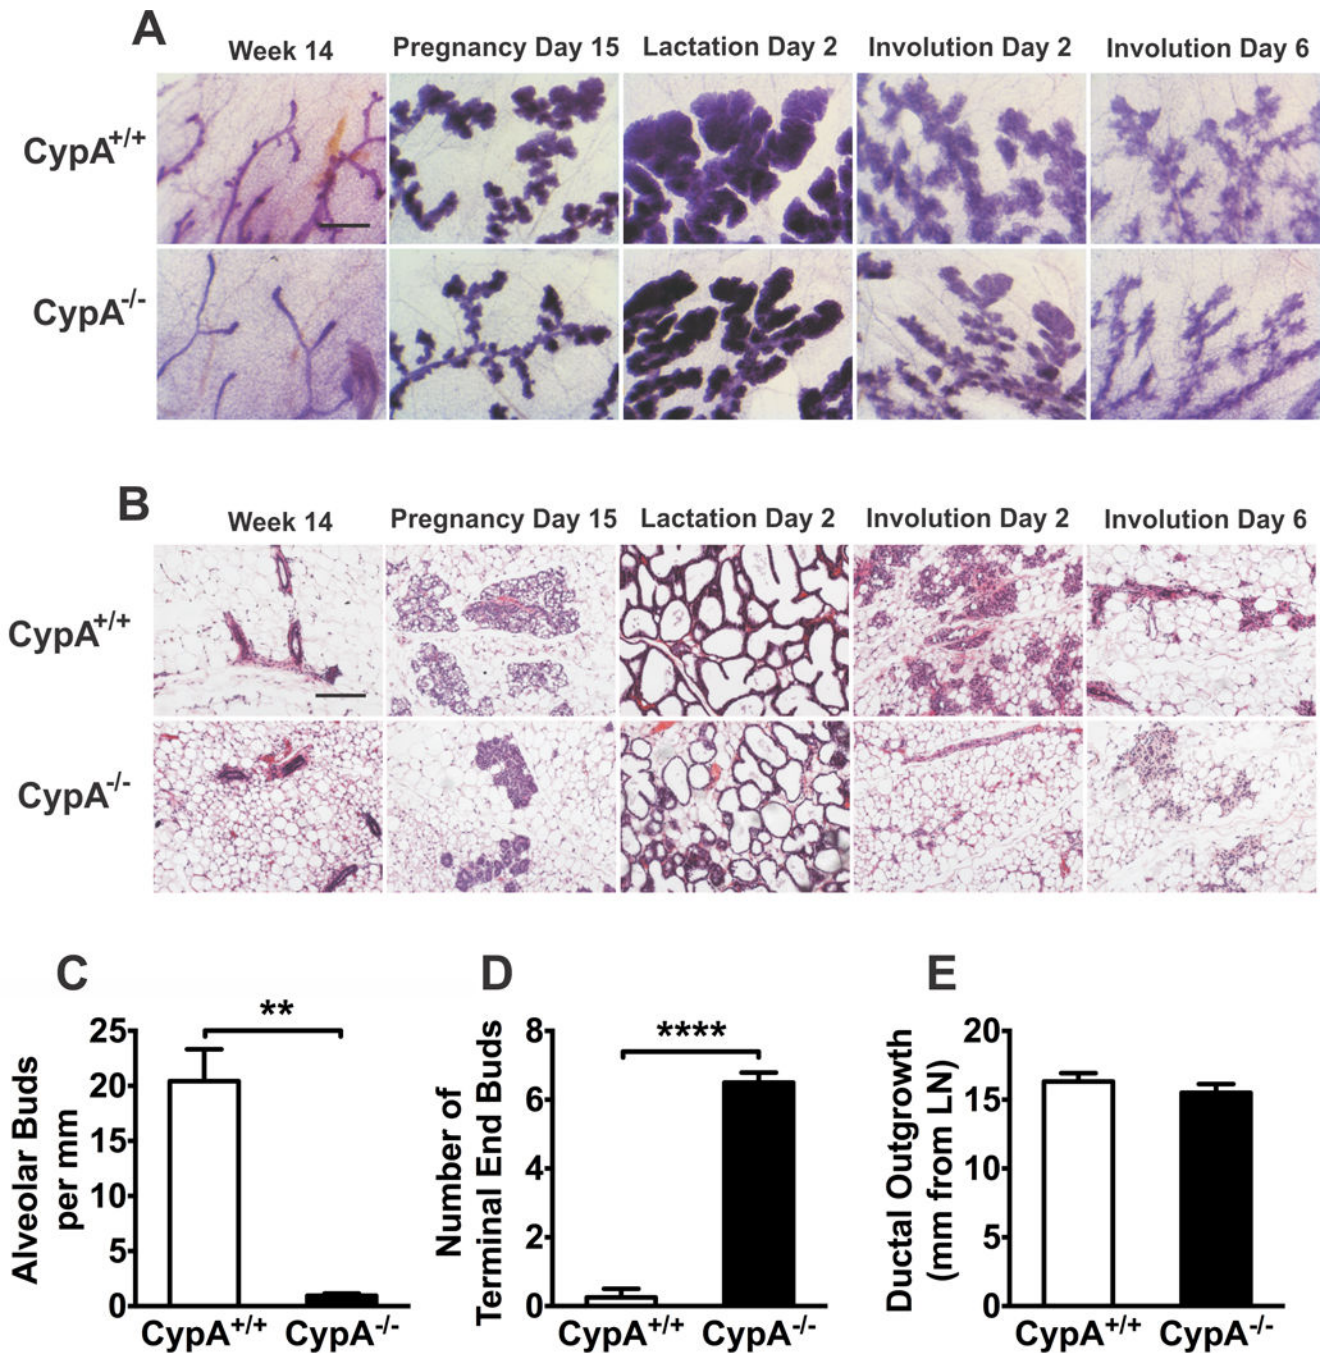 A
Week 14 Pregnancy Day 15 Lactation Day 2 Involution Day 2 Involution Day 6
CypA+/+
CypA-/-
B
Week 14 Pregnancy Day 15 Lactation Day 2 Involution Day 2 Involution Day 6
CypA+/+
CypA-/-
C
Alveolar Buds
per mm
25
20
15
10
5
0
**
CypA+/+ CypA-/-
D
Number of
Terminal End Buds
8
6
4
2
0
****
CypA+/+ CypA-/-
E
Ductal Outgrowth
(mm from LN)
20
15
10
5
0
CypA+/+ CypA-/-